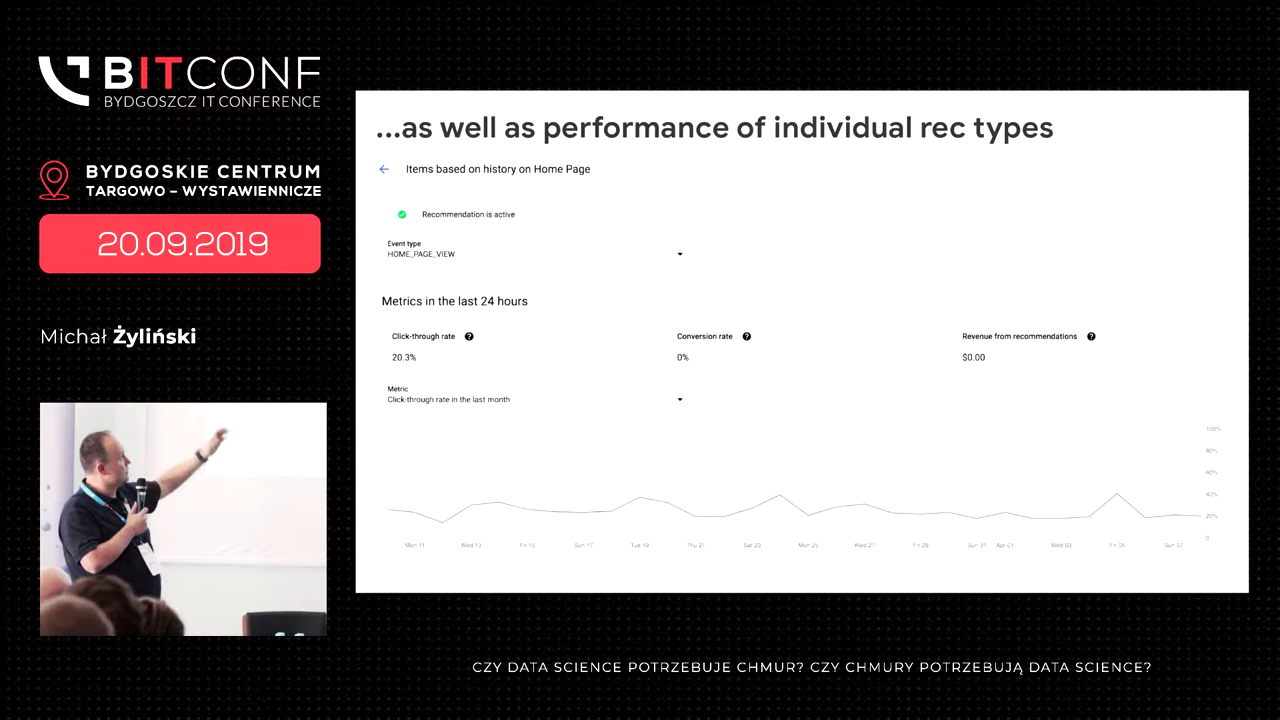 BITCONF
BYDGOSZCZ IT CONFERENCE
BYDGOSKIE CENTRUM
TARGOWO – WYSTAWIENNICZE
20.09.2019
Michał Żyliński
...as well as performance of individual rec types
Items based on history on Home Page
Recommendation is active
Event type
HOME_PAGE_VIEW
Metrics in the last 24 hours
Click-through rate
Conversion rate
Revenue from recommendations
20.3%
0%
$0.00
Metric
Click-through rate in the last month
100%
80%
60%
40%
20%
0
Mon 11 Wed 13 Fri 15 Sun 17 Tue 19 Thu 21 Sat 23 Mon 25 Wed 27 Fri 29 Sun 31 Apr 01 Wed 03 Fri 05 Sun 07
CZY DATA SCIENCE POTRZEBUJE CHMUR? CZY CHMURY POTRZEBUJĄ DATA SCIENCE?